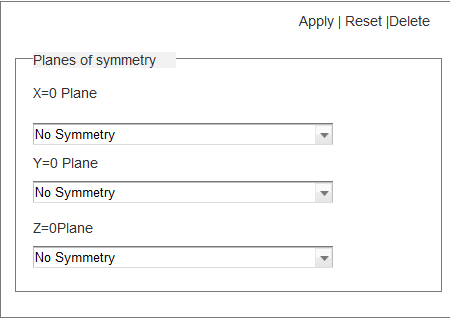 Apply | Reset |Delete
Planes of symmetry
X=0 Plane
No Symmetry
Y=0 Plane
No Symmetry
Z=0Plane
No Symmetry